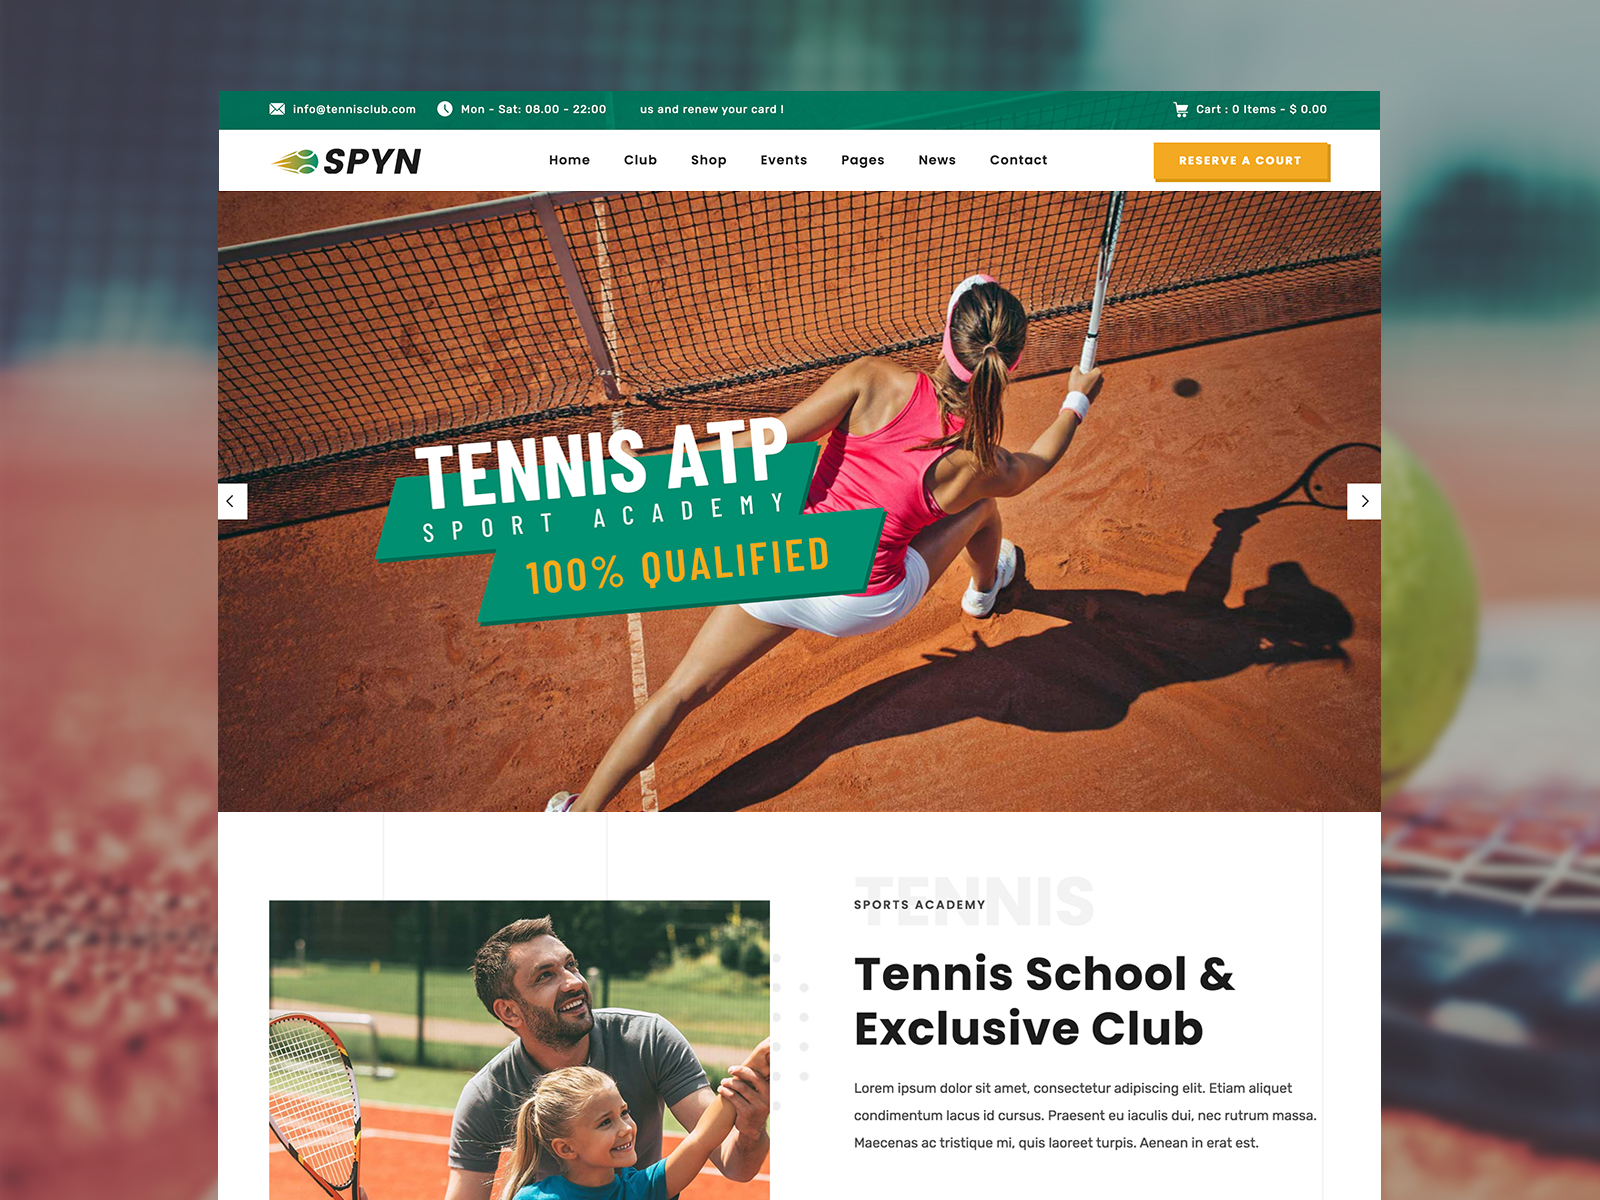 info@tennisclub.com
Mon - Sat: 08.00 - 22:00
us and renew your card !
Cart : 0 Items - $ 0.00
SPYN
Home Club Shop Events Pages News Contact
RESERVE A COURT
TENNIS ATP
SPORT ACADEMY
100% QUALIFIED
TENNIS
SPORTS ACADEMY
Tennis School &
Exclusive Club
Lorem ipsum dolor sit amet, consectetur adipiscing elit. Etiam aliquet
condimentum lacus id cursus. Praesent eu iaculis dui, nec rutrum massa.
Maecenas ac tristique mi, quis laoreet turpis. Aenean in erat est.